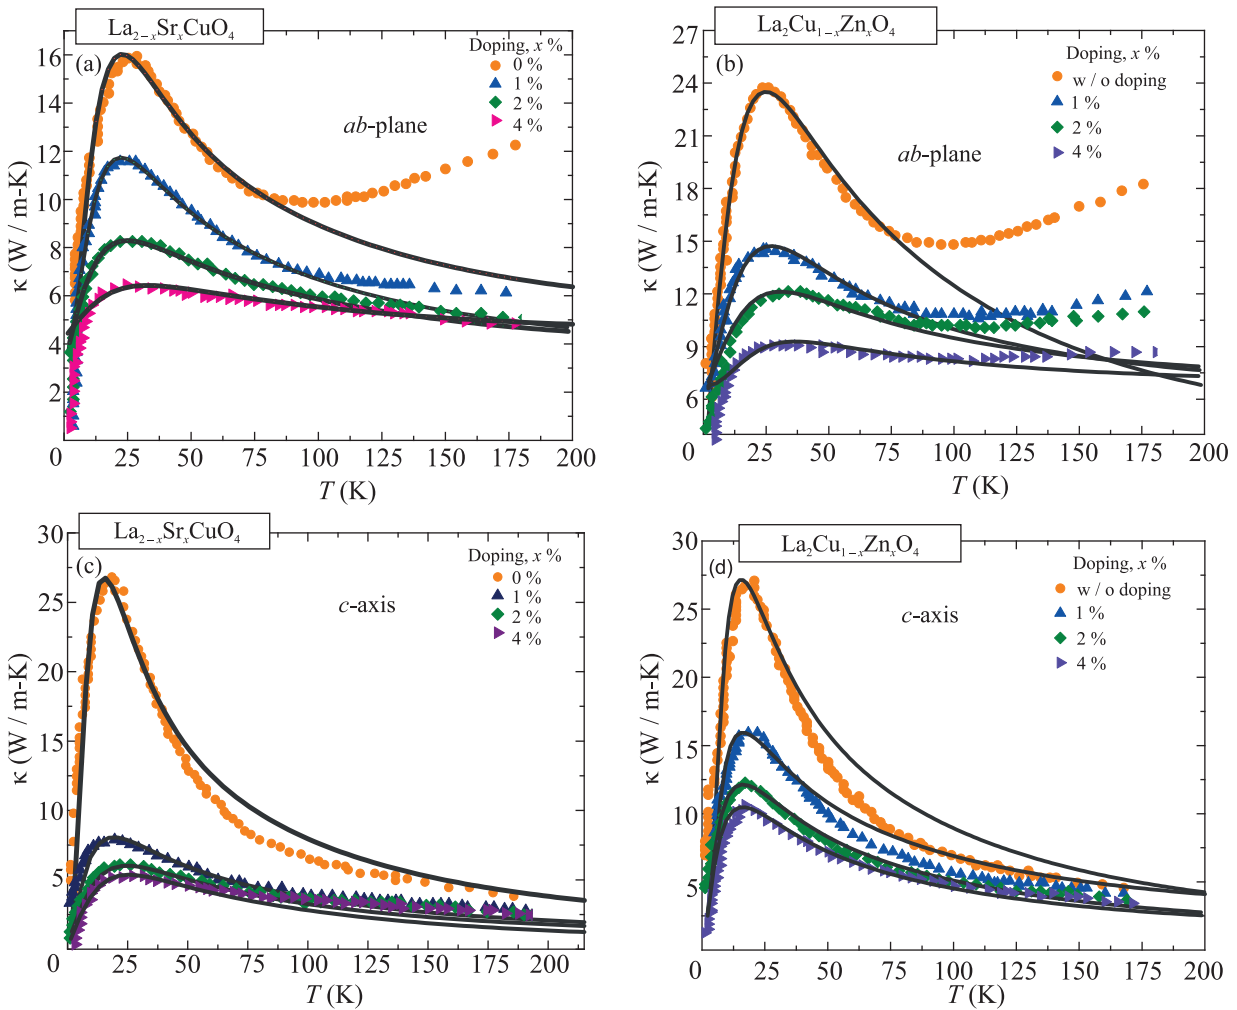 La2−xSrxCuO4
(a)
Doping, x %
0 %
1 %
2 %
4 %
ab-plane
κ (W / m-K)
16
14
12
10
8
6
4
2
0 25 50 75 100 125 150 175 200
T (K)
La2Cu1−xZnxO4
(b)
Doping, x %
w / o doping
1 %
2 %
4 %
ab-plane
κ (W / m-K)
27
24
21
18
15
12
9
6
0 25 50 75 100 125 150 175 200
T (K)
La2−xSrxCuO4
(c)
Doping, x %
0 %
1 %
2 %
4 %
c-axis
κ (W / m-K)
30
25
20
15
10
5
0 25 50 75 100 125 150 175 200
T (K)
La2Cu1−xZnxO4
(d)
Doping, x %
w / o doping
1 %
2 %
4 %
c-axis
κ (W / m-K)
30
25
20
15
10
5
0 25 50 75 100 125 150 175 200
T (K)